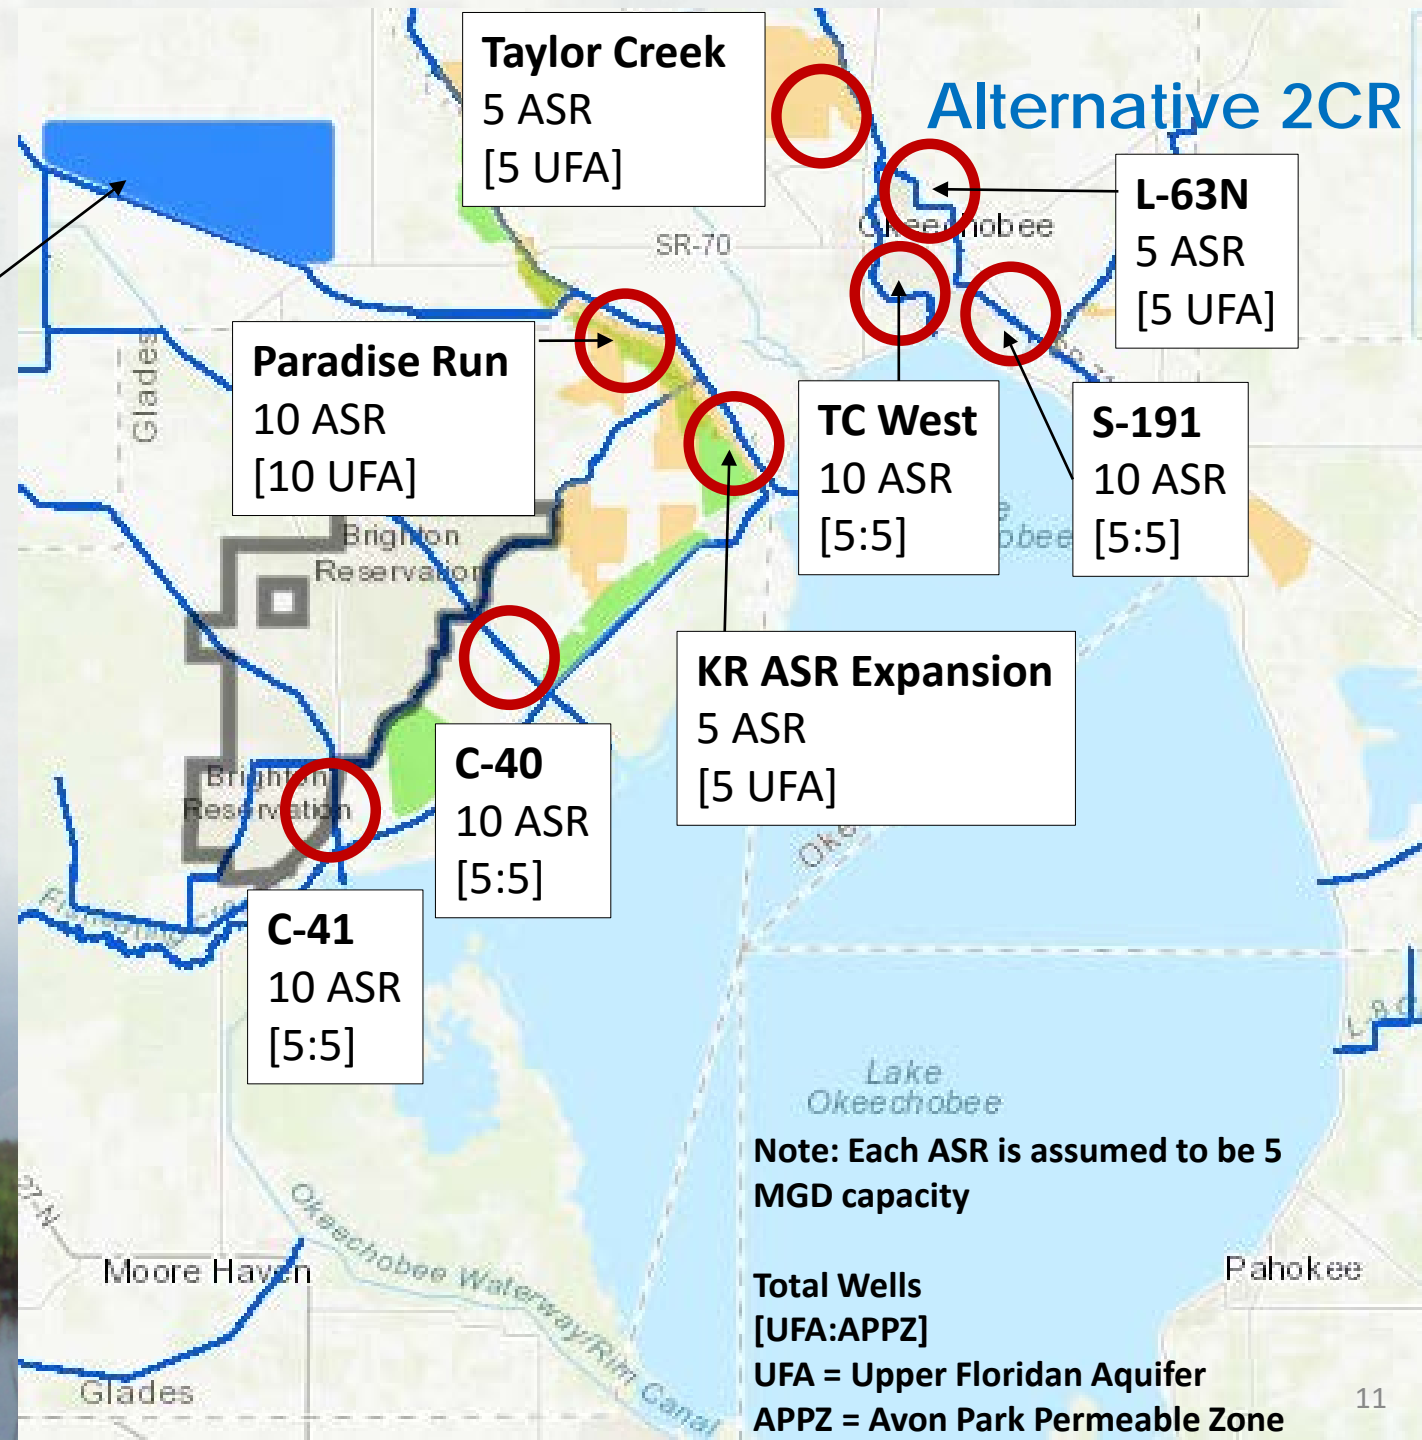 Alternative 2CR
Taylor Creek
5 ASR
[5 UFA]
L-63N
5 ASR
[5 UFA]
Okeechobee
SR-70
Glades
Paradise Run
10 ASR
[10 UFA]
TC West
10 ASR
[5:5]
S-191
10 ASR
[5:5]
Brighton
Reservation
KR ASR Expansion
5 ASR
[5 UFA]
C-40
10 ASR
[5:5]
Brighton
Reservation
C-41
10 ASR
[5:5]
Lake
Okeechobee
Note: Each ASR is assumed to be 5
MGD capacity
Okeechobee Waterway/Rim Canal
Moore Haven
Pahokee
Total Wells
[UFA:APPZ]
UFA = Upper Floridan Aquifer
APPZ = Avon Park Permeable Zone
Glades
11